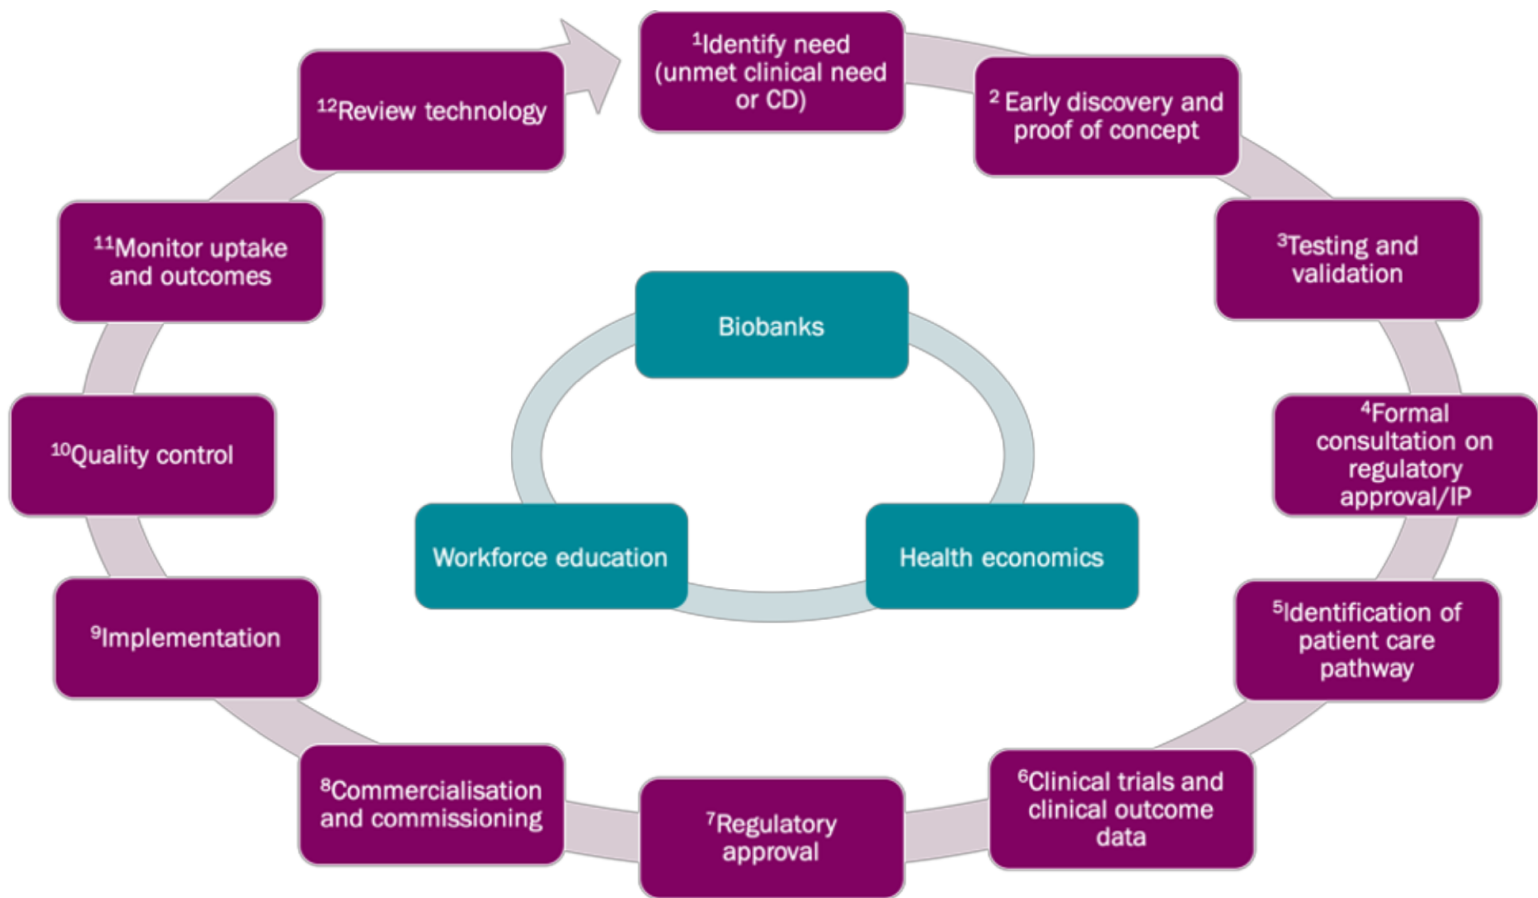 ¹Identify need
(unmet clinical need
or CD)
² Early discovery and
proof of concept
³Testing and
validation
⁴Formal
consultation on
regulatory
approval/IP
⁵Identification of
patient care
pathway
⁶Clinical trials and
clinical outcome
data
⁷Regulatory
approval
⁸Commercialisation
and commissioning
⁹Implementation
¹⁰Quality control
¹¹Monitor uptake
and outcomes
¹²Review technology
Biobanks
Health economics
Workforce education